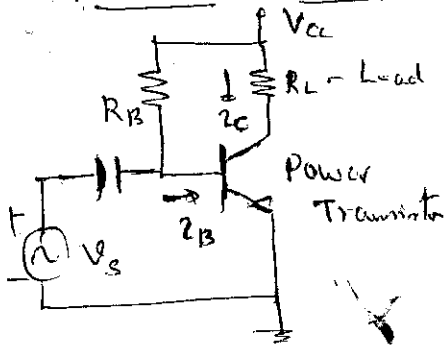 Vcc
RB
RL - Load
ic
Power
Transistor
iB
+
Vs
-